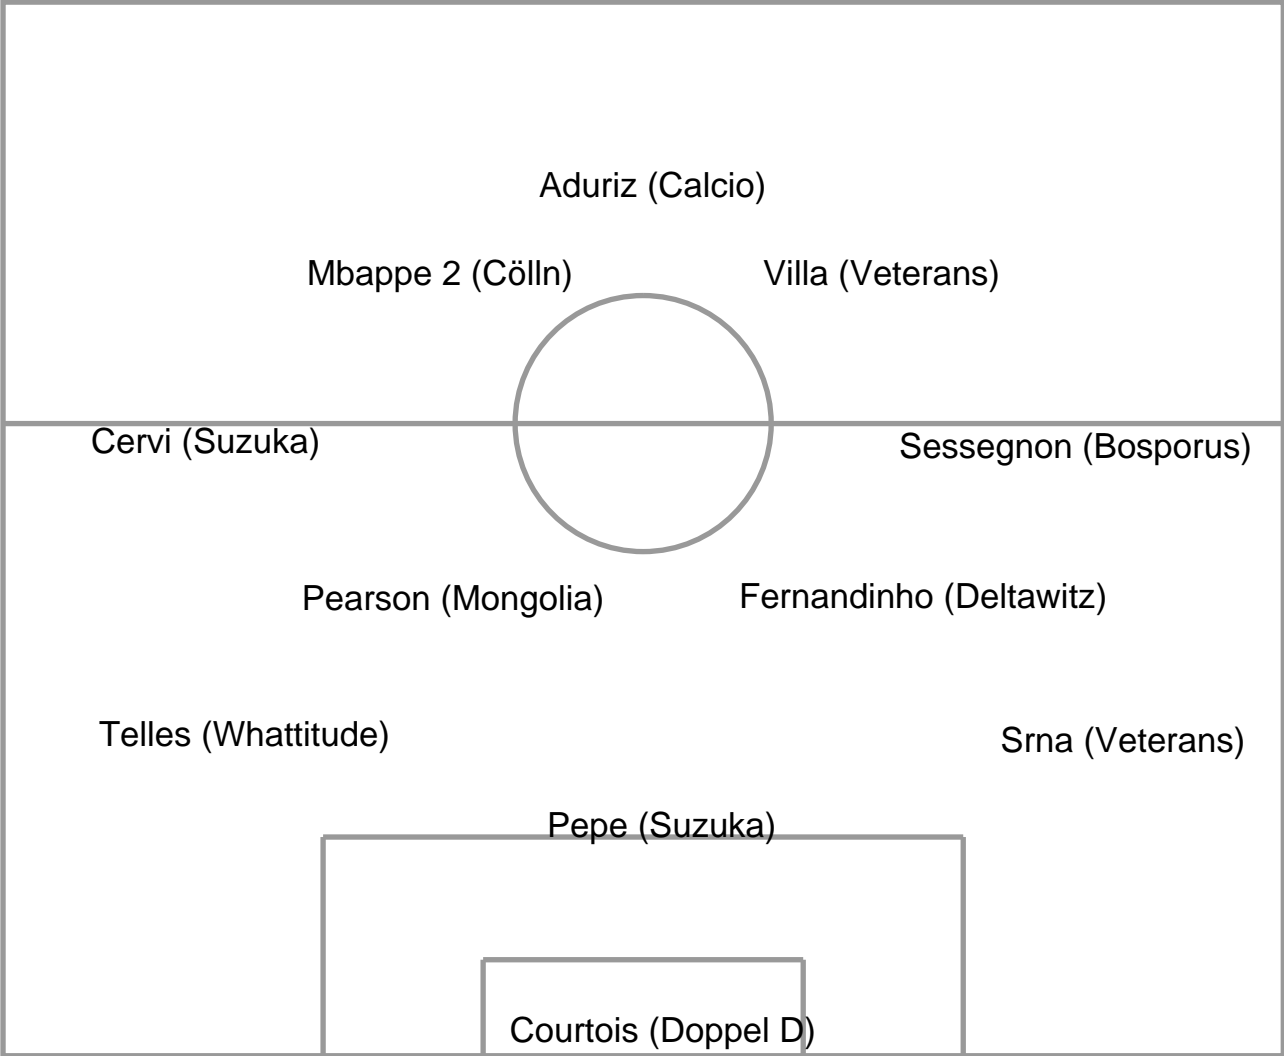 Aduriz (Calcio)
Mbappe 2 (Cölln)
Villa (Veterans)
Cervi (Suzuka)
Sessegnon (Bosporus)
Pearson (Mongolia)
Fernandinho (Deltawitz)
Telles (Whattitude)
Srna (Veterans)
Pepe (Suzuka)
Courtois (Doppel D)